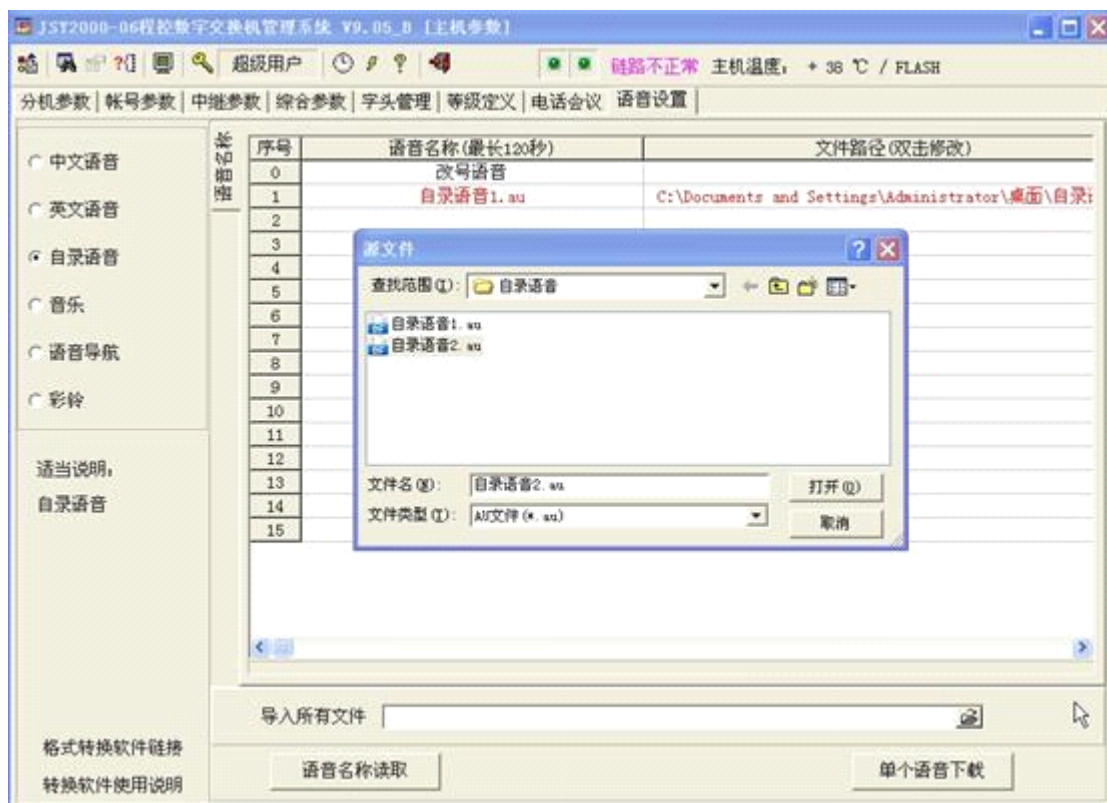 JSY2000-06程控数字交换机管理系统 V9.05_B [主机参数]
超级用户 链路不正常 主机温度: + 38 ℃ / FLASH
分机参数 帐号参数 中继参数 综合参数 字头管理 等级定义 电话会议 语音设置
中文语音
英文语音
自录语音
音乐
语音导航
彩铃
适当说明:
自录语音
格式转换软件链接
转换软件使用说明
语音名称
序号 语音名称(最长120秒) 文件路径(双击修改)
0 改号语音
1 自录语音1.au C:\Documents and Settings\Administrator\桌面\自录
2
3
4
5
6
7
8
9
10
11
12
13
14
15
源文件
查找范围(I): 自录语音
自录语音1.au
自录语音2.au
文件名(N): 自录语音2.au 打开(O)
文件类型(T): AU文件(*.au) 取消
导入所有文件
语音名称读取 单个语音下载